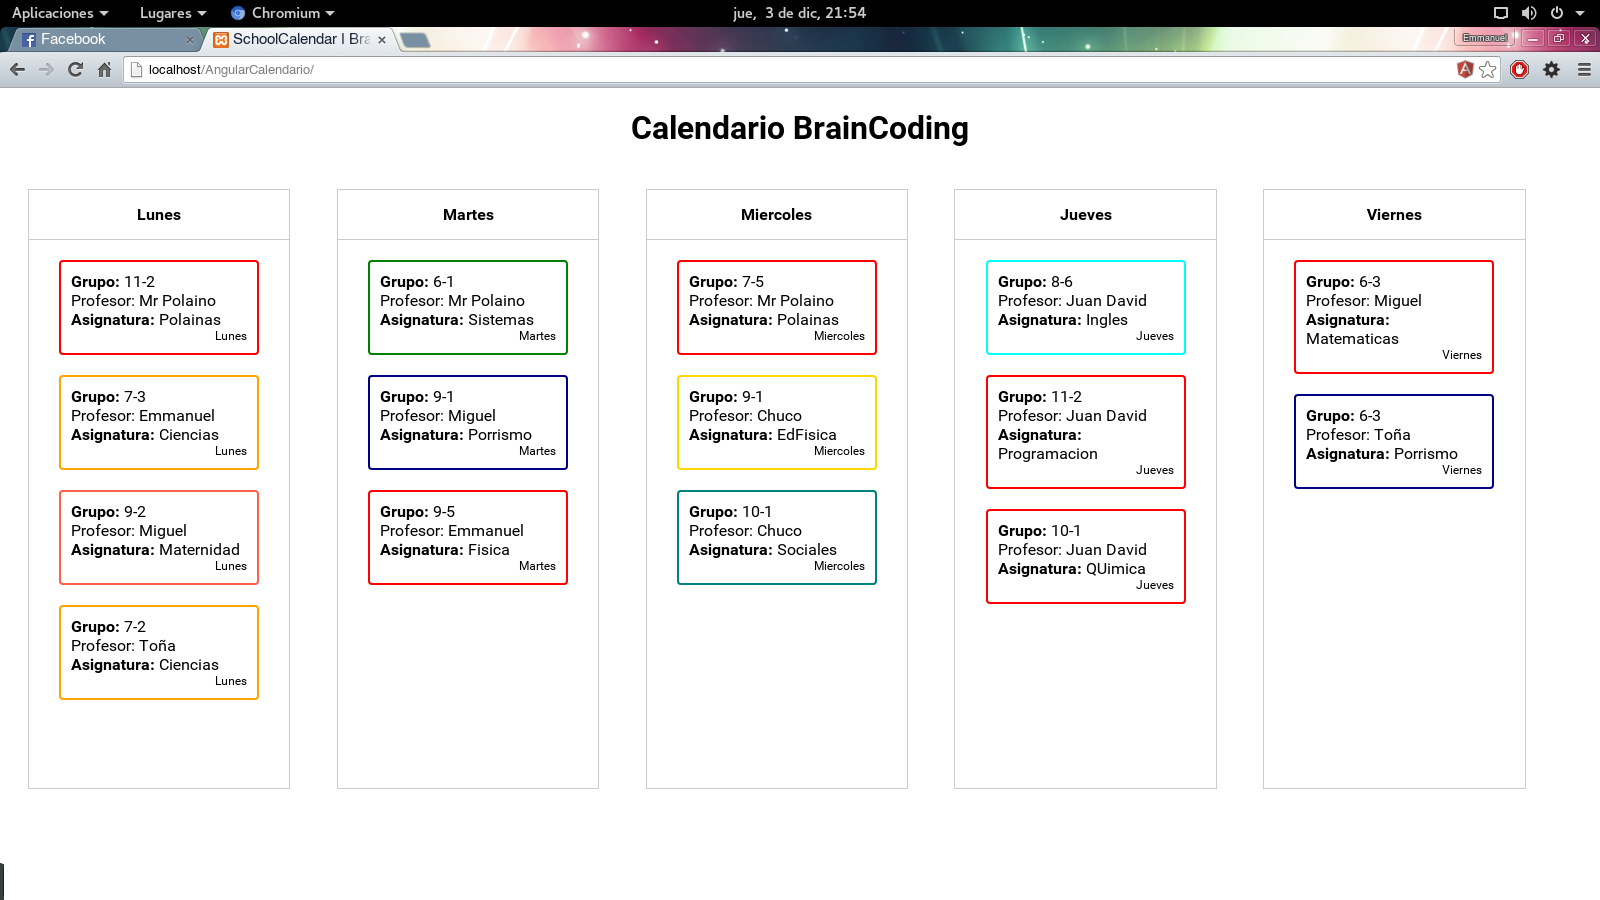 Aplicaciones Lugares Chromium jue, 3 de dic, 21:54
Facebook SchoolCalendar | Bra Emmanuel
localhost/AngularCalendario/
Calendario BrainCoding
Lunes
Grupo: 11-2
Profesor: Mr Polaino
Asignatura: Polainas
Lunes
Grupo: 7-3
Profesor: Emmanuel
Asignatura: Ciencias
Lunes
Grupo: 9-2
Profesor: Miguel
Asignatura: Maternidad
Lunes
Grupo: 7-2
Profesor: Toña
Asignatura: Ciencias
Lunes
Martes
Grupo: 6-1
Profesor: Mr Polaino
Asignatura: Sistemas
Martes
Grupo: 9-1
Profesor: Miguel
Asignatura: Porrismo
Martes
Grupo: 9-5
Profesor: Emmanuel
Asignatura: Fisica
Martes
Miercoles
Grupo: 7-5
Profesor: Mr Polaino
Asignatura: Polainas
Miercoles
Grupo: 9-1
Profesor: Chuco
Asignatura: EdFisica
Miercoles
Grupo: 10-1
Profesor: Chuco
Asignatura: Sociales
Miercoles
Jueves
Grupo: 8-6
Profesor: Juan David
Asignatura: Ingles
Jueves
Grupo: 11-2
Profesor: Juan David
Asignatura:
Programacion
Jueves
Grupo: 10-1
Profesor: Juan David
Asignatura: QUimica
Jueves
Viernes
Grupo: 6-3
Profesor: Miguel
Asignatura:
Matematicas
Viernes
Grupo: 6-3
Profesor: Toña
Asignatura: Porrismo
Viernes